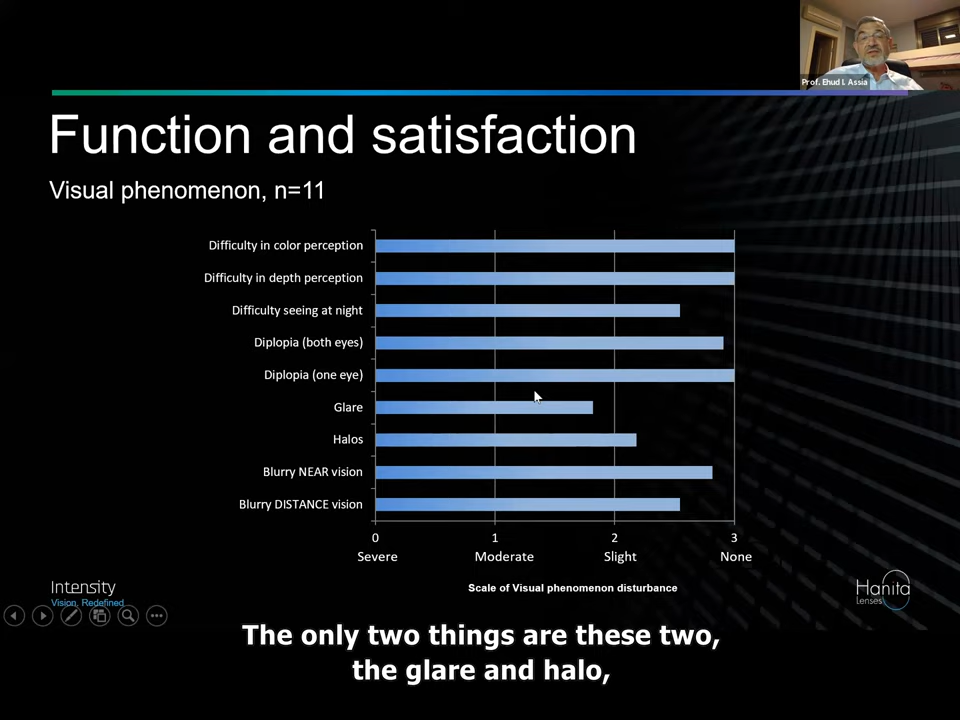 Prof. Ehud I. Assia
Function and satisfaction
Visual phenomenon, n=11
Difficulty in color perception
Difficulty in depth perception
Difficulty seeing at night
Diplopia (both eyes)
Diplopia (one eye)
Glare
Halos
Blurry NEAR vision
Blurry DISTANCE vision
0 1 2 3
Severe Moderate Slight None
Scale of Visual phenomenon disturbance
Intensity
Vision, Redefined
Hanita
Lenses
The only two things are these two,
the glare and halo,